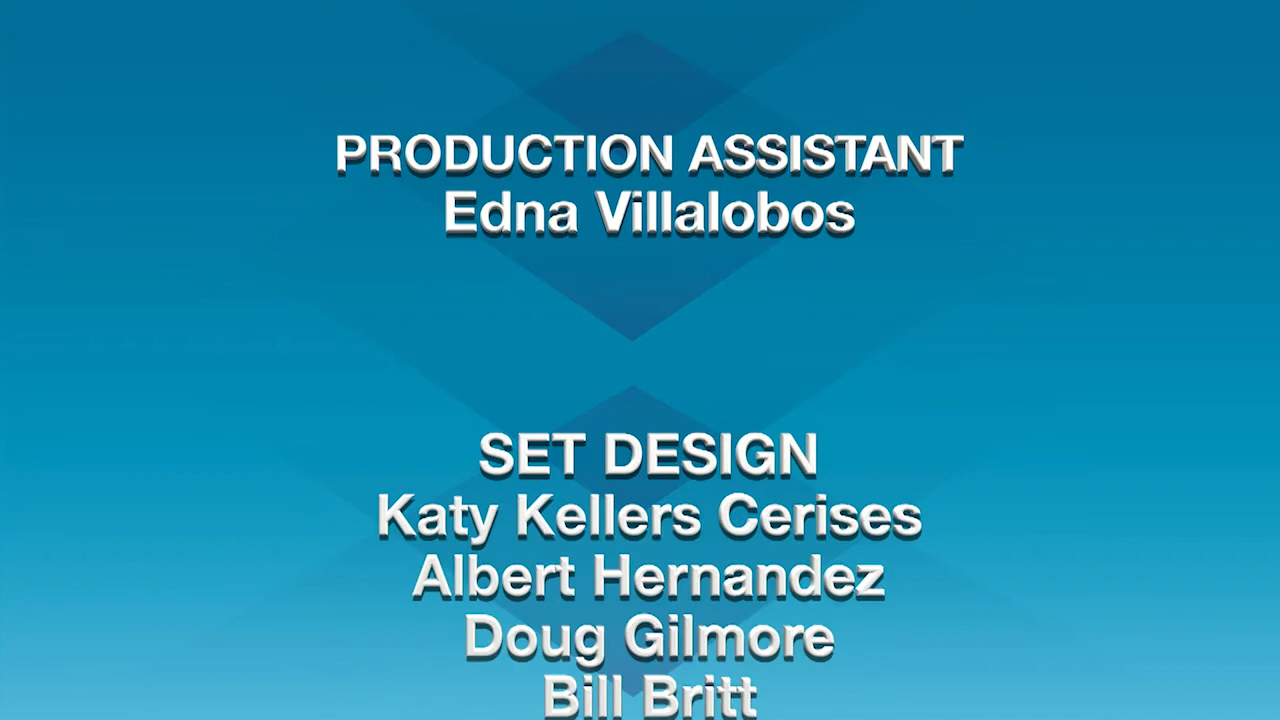 PRODUCTION ASSISTANT
Edna Villalobos
SET DESIGN
Katy Kellers Cerises
Albert Hernandez
Doug Gilmore
Bill Britt